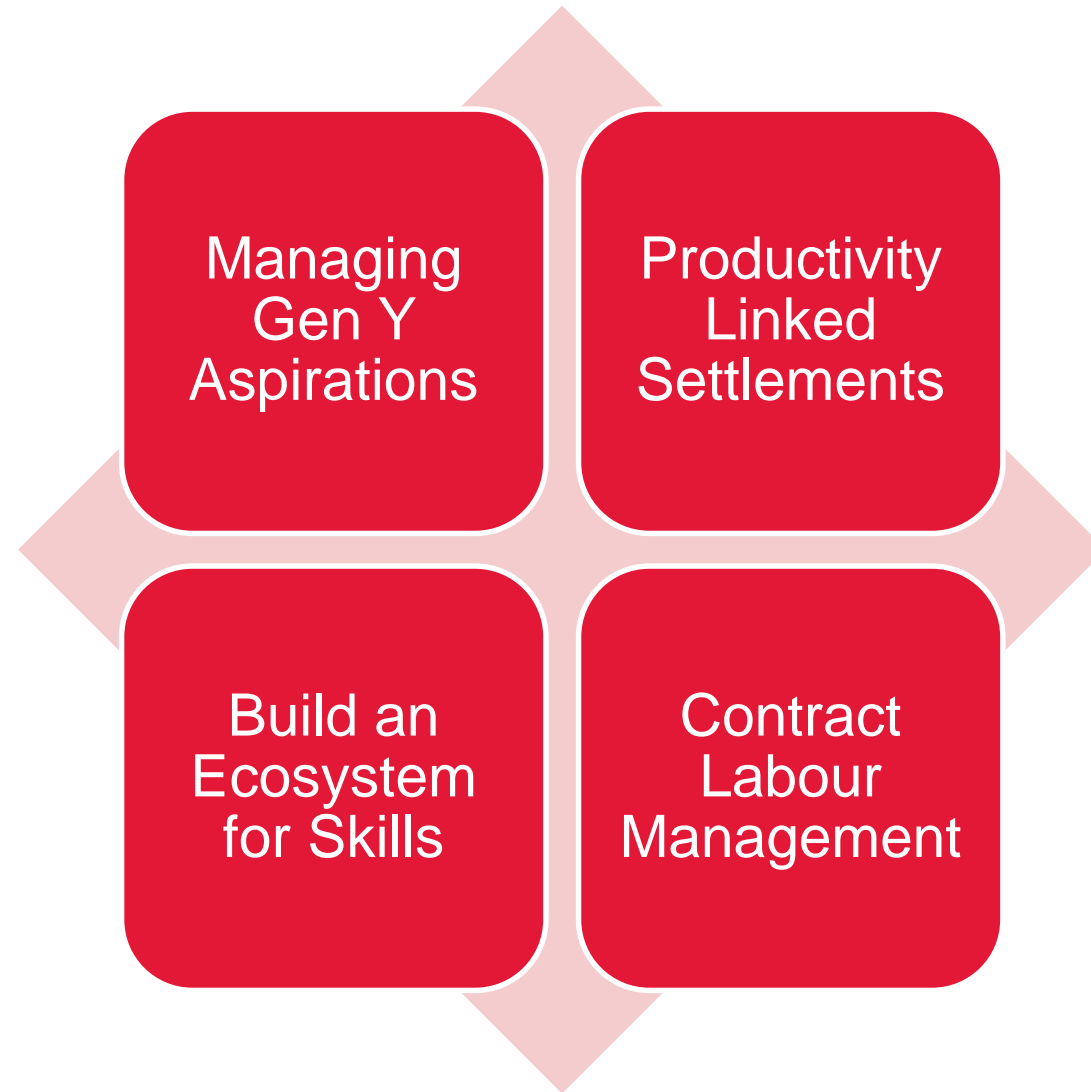 Managing
Gen Y
Aspirations
Productivity
Linked
Settlements
Build an
Ecosystem
for Skills
Contract
Labour
Management